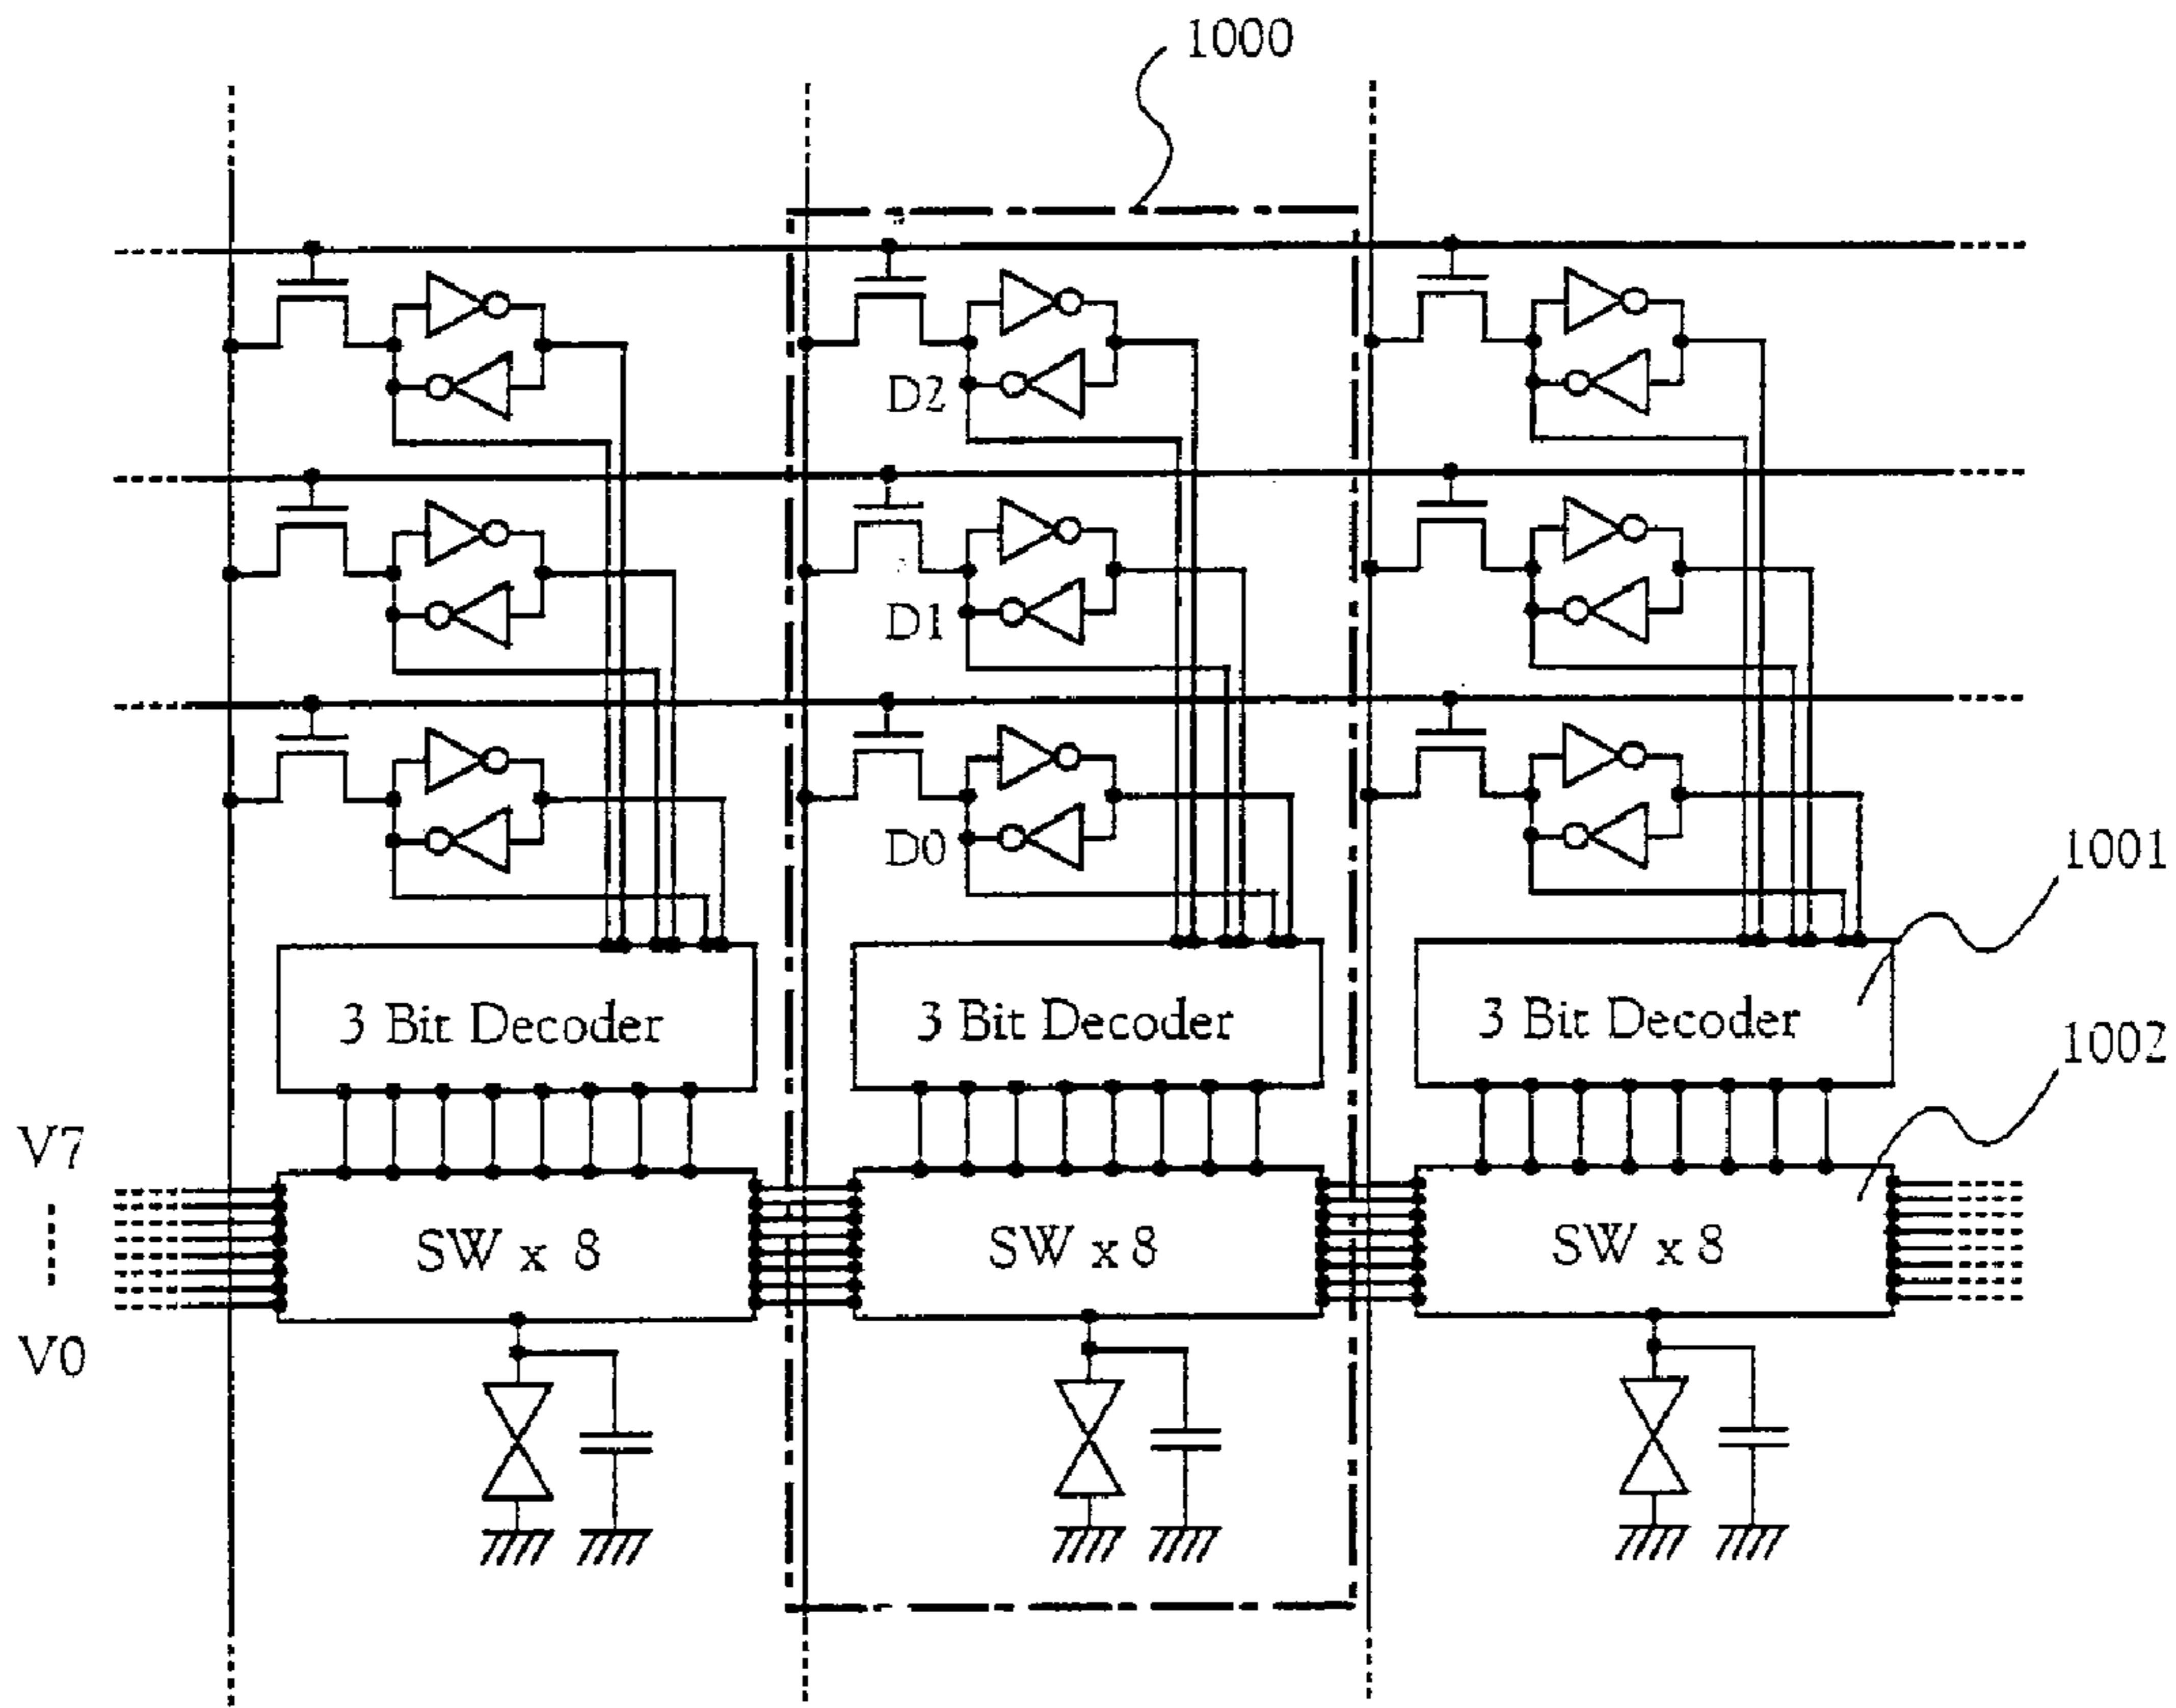 1000
D2
D1
D0
1001
3 Bit Decoder
3 Bit Decoder
3 Bit Decoder
1002
V7
SW x 8
SW x 8
SW x 8
V0